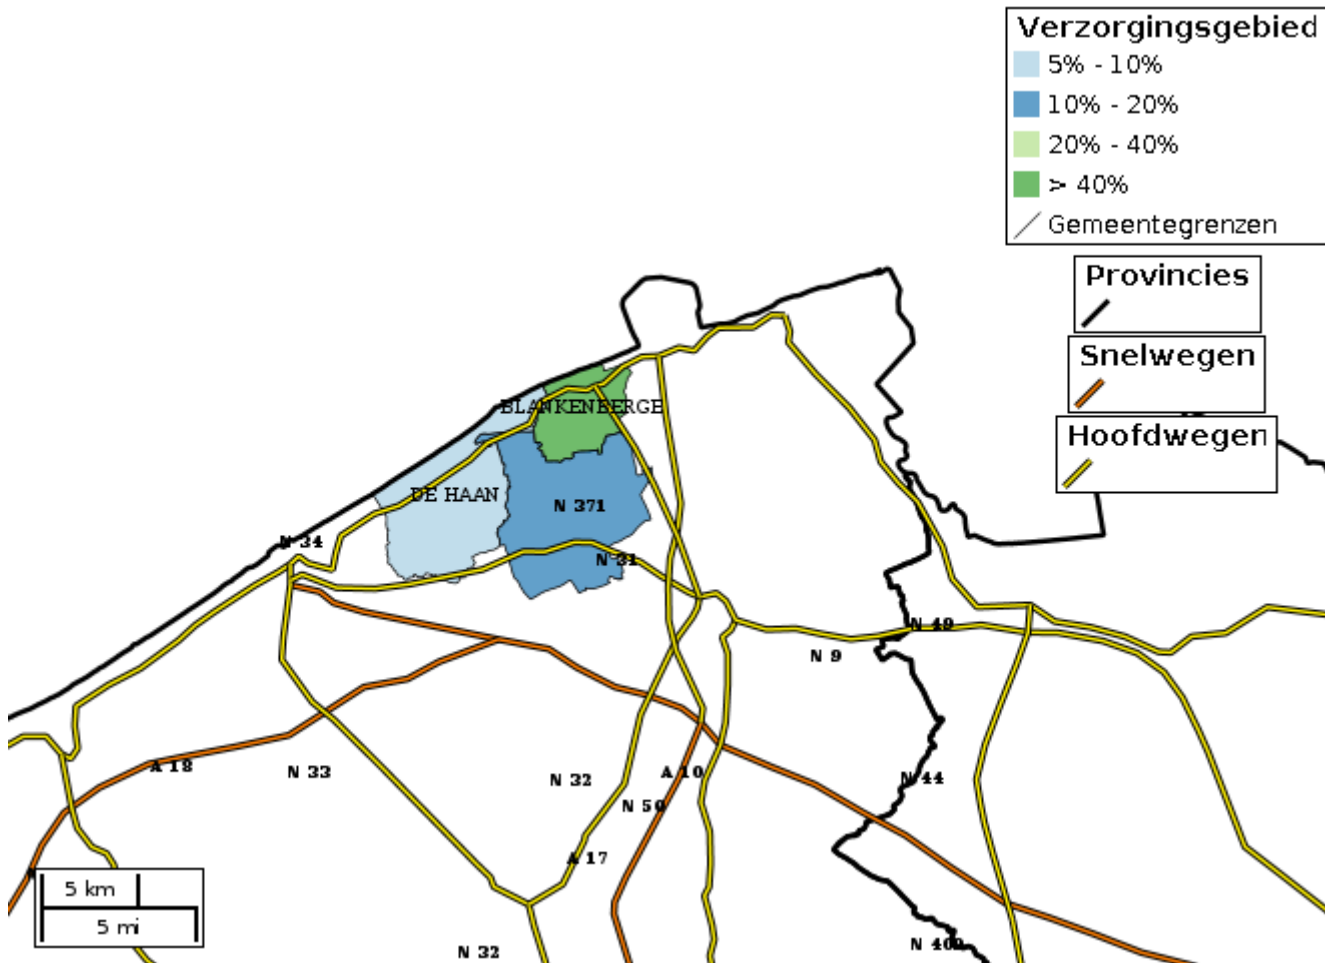 Verzorgingsgebied
5% - 10%
10% - 20%
20% - 40%
> 40%
Gemeentegrenzen
Provincies
Snelwegen
Hoofdwegen
BLANKENBERGE
DE HAAN
N 371
N 34
N 31
N 49
N 9
A 18
N 33
N 32
A 10
N 44
N 50
A 17
5 km
5 mi
N 32